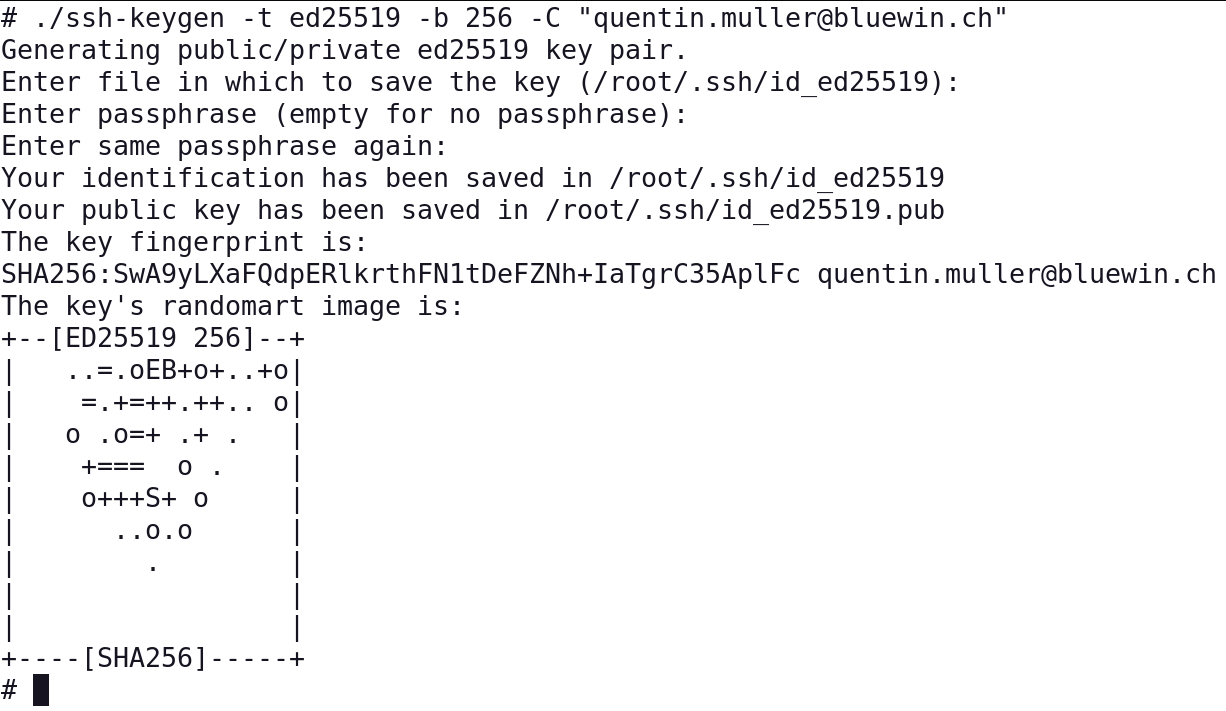 # ./ssh-keygen -t ed25519 -b 256 -C "quentin.muller@bluewin.ch"
Generating public/private ed25519 key pair.
Enter file in which to save the key (/root/.ssh/id_ed25519):
Enter passphrase (empty for no passphrase):
Enter same passphrase again:
Your identification has been saved in /root/.ssh/id_ed25519
Your public key has been saved in /root/.ssh/id_ed25519.pub
The key fingerprint is:
SHA256:SwA9yLXaFQdpERlkrthFN1tDeFZNh+IaTgrC35AplFc quentin.muller@bluewin.ch
The key's randomart image is:
+--[ED25519 256]--+
|   ..=.oEB+o+..+o|
|    =.+=++.++.. o|
|   o .o=+ .+ .   |
|    +===  o .    |
|    o+++S+ o     |
|      ..o.o      |
|        .        |
|                 |
|                 |
+----[SHA256]-----+
#